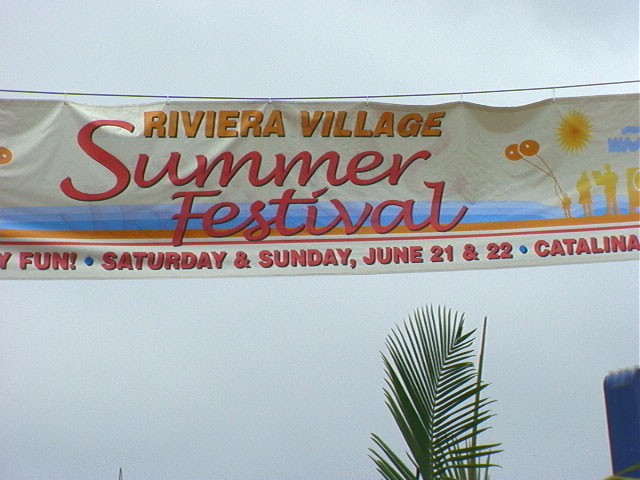 RIVIERA VILLAGE
Summer
Festival
Y FUN! • SATURDAY & SUNDAY, JUNE 21 & 22 • CATALINA